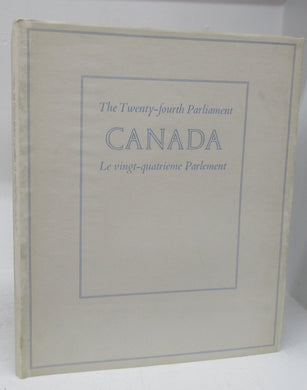 The Twenty-fourth Parliament
CANADA
Le vingt-quatrième Parlement